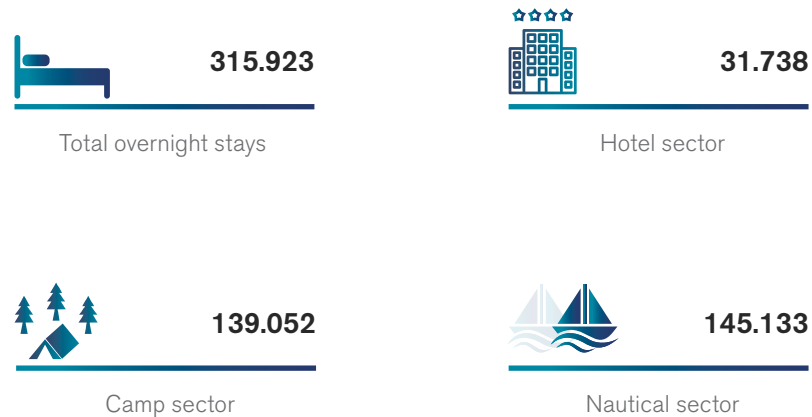 315.923
Total overnight stays
31.738
Hotel sector
139.052
Camp sector
145.133
Nautical sector